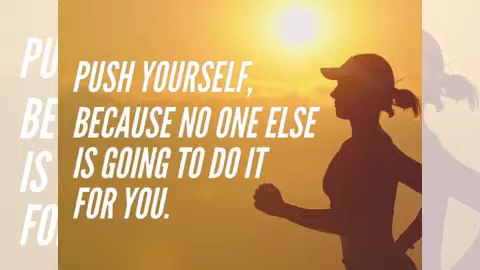 PUSH YOURSELF,
BECAUSE NO ONE ELSE
IS GOING TO DO IT
FOR YOU.